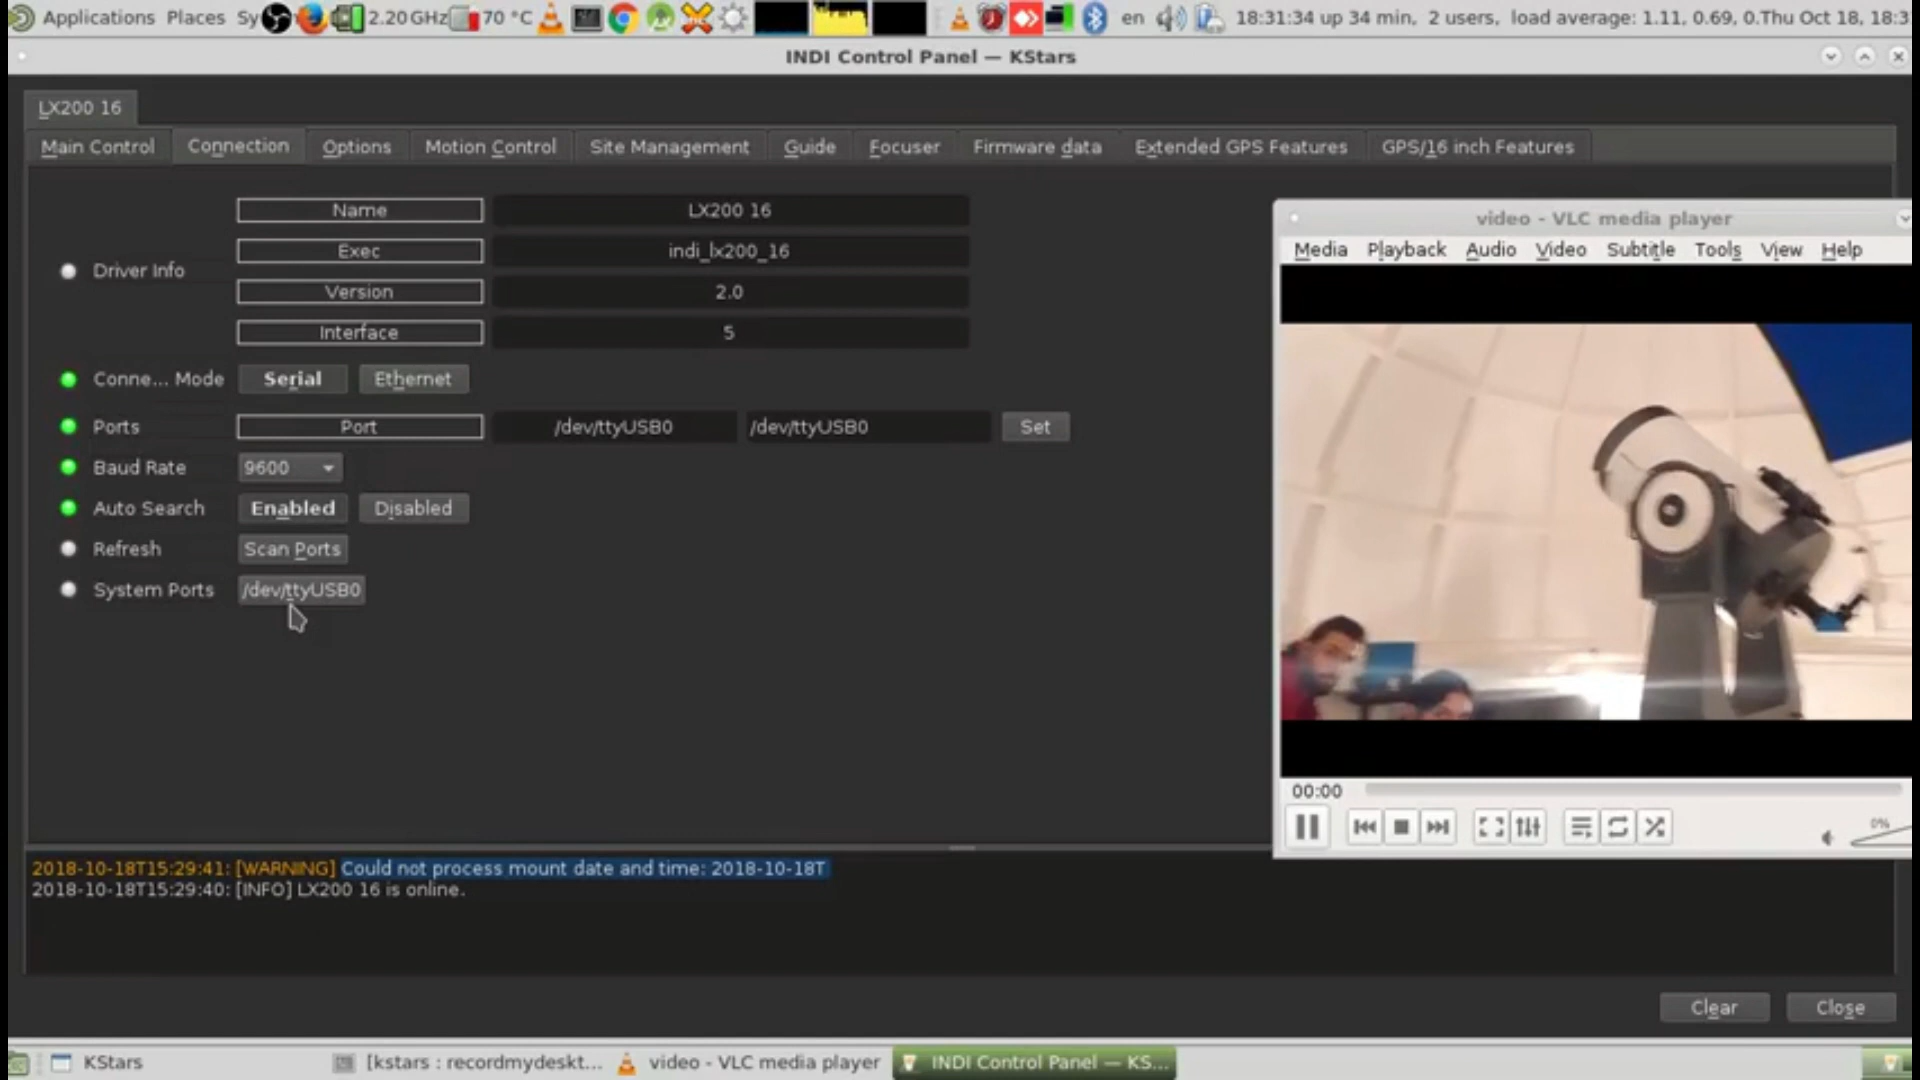 Applications Places Sy 2.20 GHz 70 °C en 18:31:34 up 34 min, 2 users, load average: 1.11, 0.69, 0.Thu Oct 18, 18:3
INDI Control Panel — KStars
LX200 16
Main Control Connection Options Motion Control Site Management Guide Focuser Firmware data Extended GPS Features GPS/16 inch Features
Driver Info
Name LX200 16
Exec indi_lx200_16
Version 2.0
Interface 5
Conne... Mode Serial Ethernet
Ports Port /dev/ttyUSB0 /dev/ttyUSB0 Set
Baud Rate 9600
Auto Search Enabled Disabled
Refresh Scan Ports
System Ports /dev/ttyUSB0
video - VLC media player
Media Playback Audio Video Subtitle Tools View Help
00:00
0%
2018-10-18T15:29:41: [WARNING] Could not process mount date and time: 2018-10-18T
2018-10-18T15:29:40: [INFO] LX200 16 is online.
Clear Close
KStars [kstars : recordmydeskt... video - VLC media player INDI Control Panel — KS...